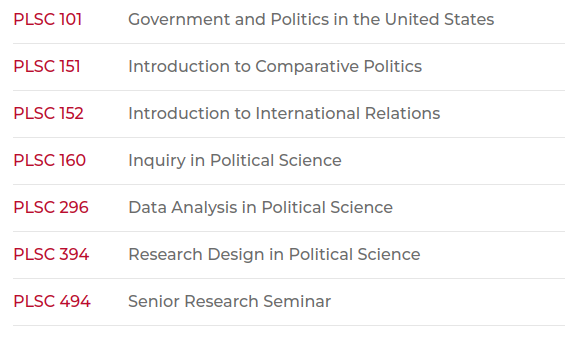 PLSC 101 Government and Politics in the United States
PLSC 151 Introduction to Comparative Politics
PLSC 152 Introduction to International Relations
PLSC 160 Inquiry in Political Science
PLSC 296 Data Analysis in Political Science
PLSC 394 Research Design in Political Science
PLSC 494 Senior Research Seminar